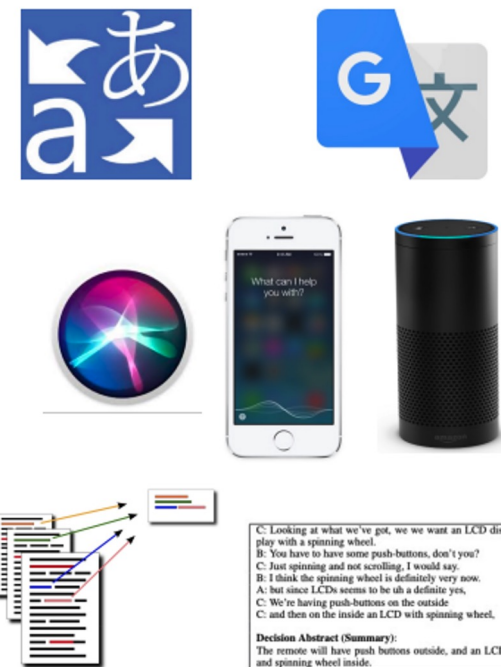 あ
a
G
文
What can I help
you with?
C: Looking at what we've got, we we want an LCD dis
play with a spinning wheel.
B: You have to have some push-buttons, don't you?
C: Just spinning and not scrolling, I would say.
B: I think the spinning wheel is definitely very now.
A: but since LCDs seems to be uh a definite yes,
C: We're having push-buttons on the outside
C: and then on the inside an LCD with spinning wheel,
Decision Abstract (Summary):
The remote will have push buttons outside, and an LC
and spinning wheel inside.